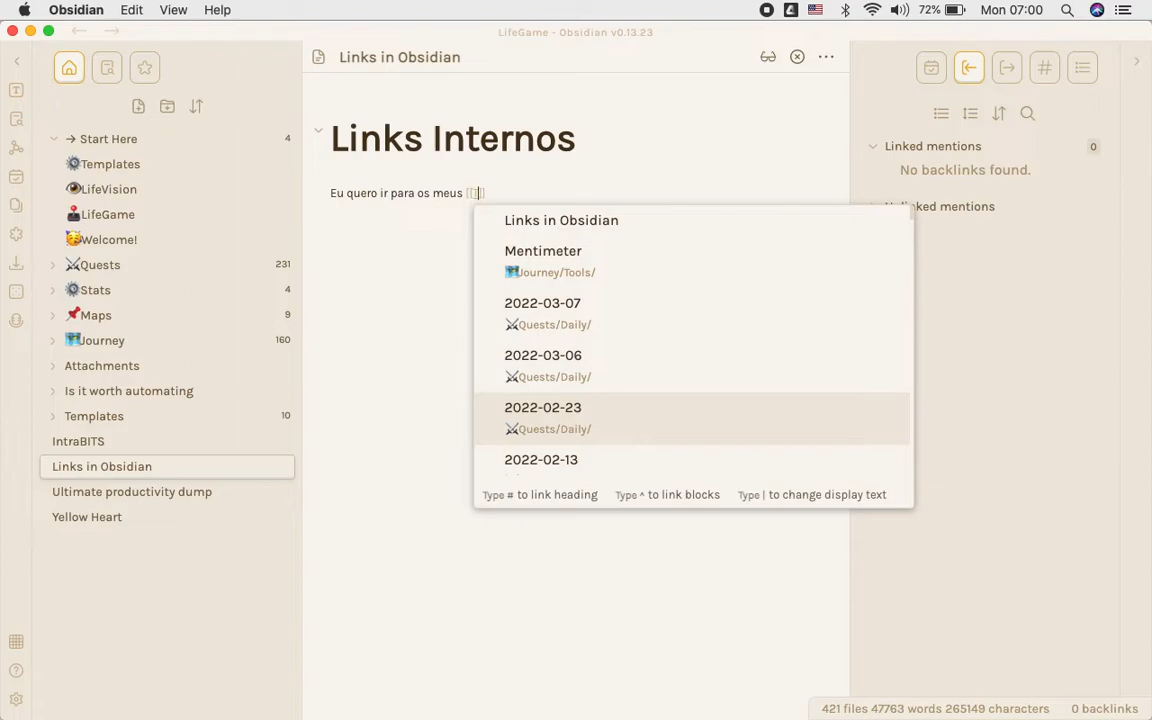 Obsidian Edit View Help
72% Mon 07:00
LifeGame - Obsidian v0.13.23
Links in Obsidian
→ Start Here 4
Templates
LifeVision
LifeGame
Welcome!
Quests 231
Stats 4
Maps 9
Journey 160
Attachments
Is it worth automating
Templates 10
IntraBITS
Links in Obsidian
Ultimate productivity dump
Yellow Heart
Links Internos
Eu quero ir para os meus [[]]
Links in Obsidian
Mentimeter
Journey/Tools/
2022-03-07
Quests/Daily/
2022-03-06
Quests/Daily/
2022-02-23
Quests/Daily/
2022-02-13
Type # to link heading Type ^ to link blocks Type | to change display text
Linked mentions 0
No backlinks found.
mentions
421 files 47763 words 265149 characters 0 backlinks